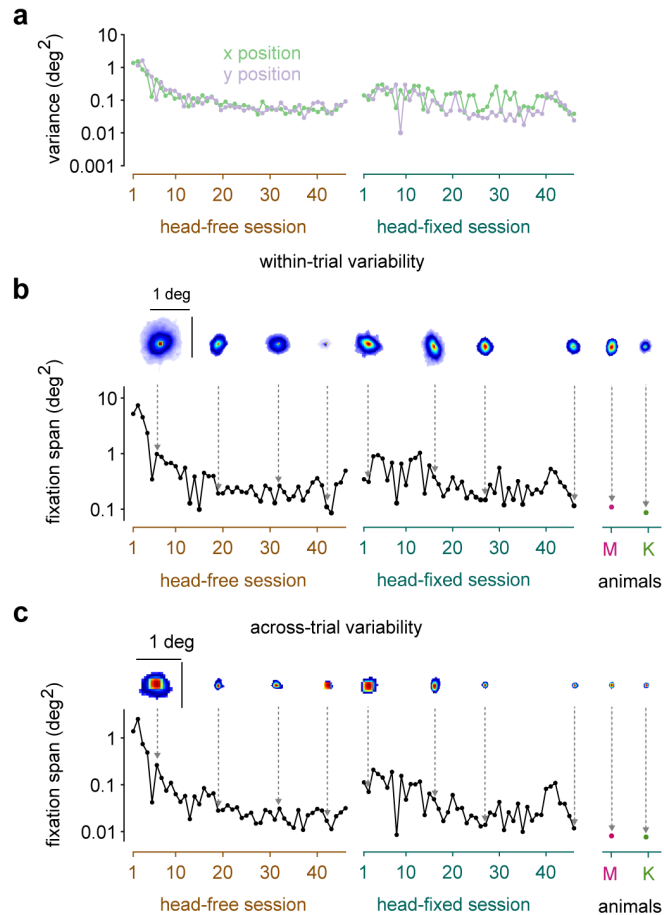 a
variance (deg²)
10
1
0.1
0.01
0.001
x position
y position
1 10 20 30 40
1 10 20 30 40
head-free session
head-fixed session
within-trial variability
b
1 deg
fixation span (deg²)
10
1
0.1
1 10 20 30 40
1 10 20 30 40
M K
head-free session
head-fixed session
animals
across-trial variability
c
1 deg
fixation span (deg²)
1
0.1
0.01
1 10 20 30 40
1 10 20 30 40
M K
head-free session
head-fixed session
animals